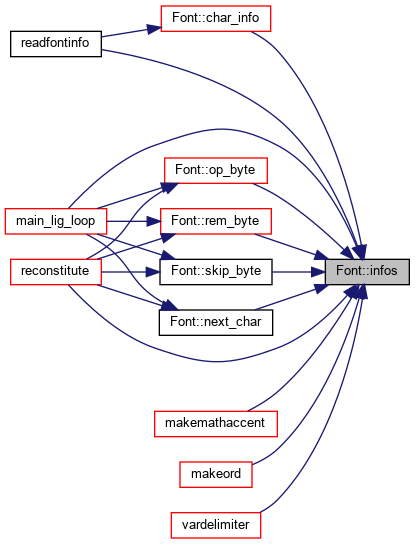 Font::char_info
readfontinfo
Font::op_byte
main_lig_loop
Font::rem_byte
reconstitute
Font::skip_byte
Font::infos
Font::next_char
makemathaccent
makeord
vardelimiter